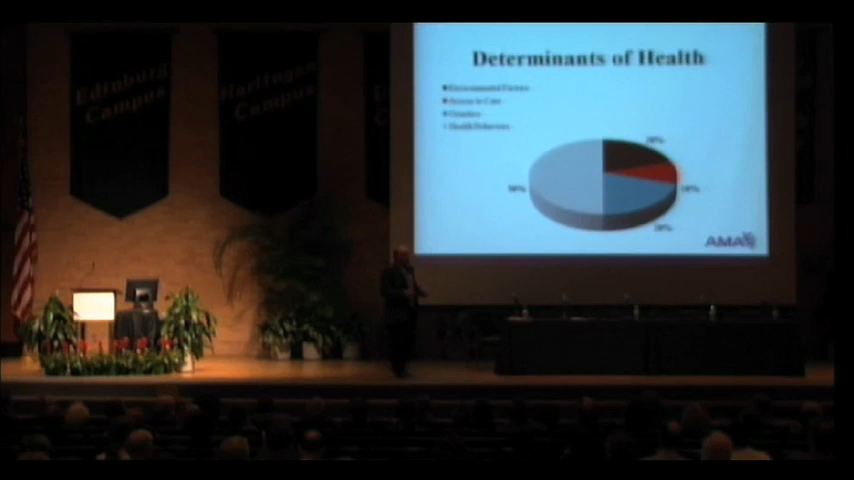 Edinburg
Campus
Harlingen
Campus
Determinants of Health
Environmental Factors
Access to Care
Genetics
Health Behaviors
20%
50%
10%
20%
AMA